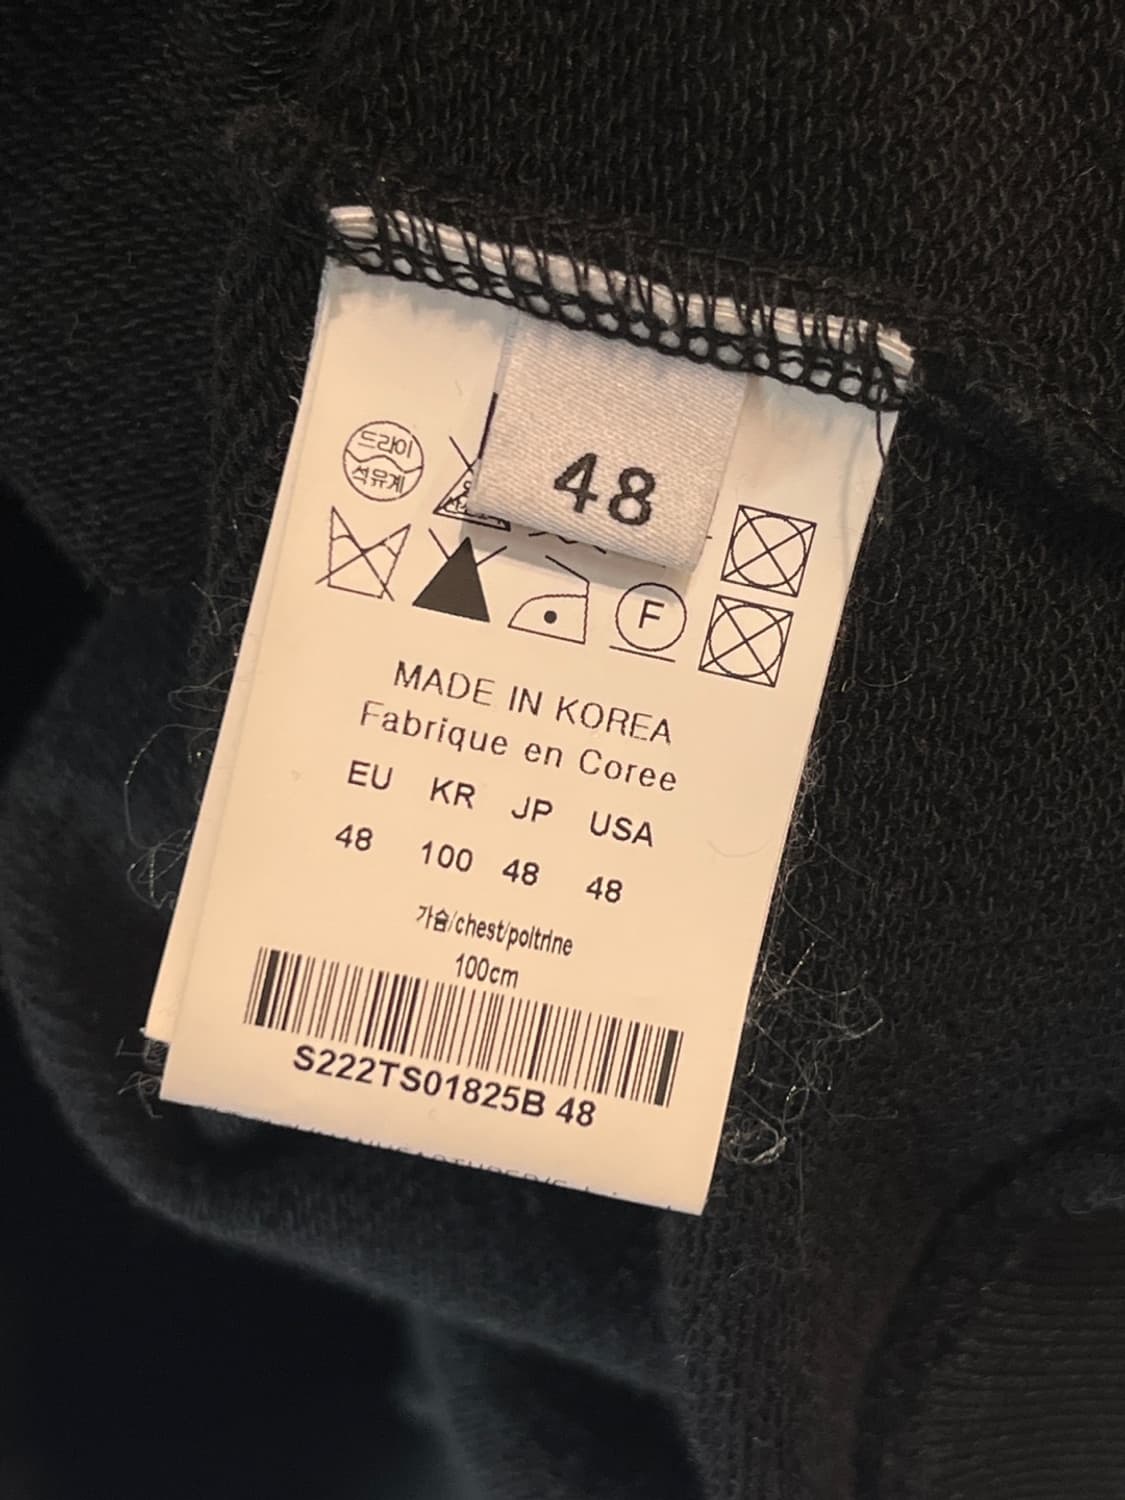 48
드라이
석유계
F
MADE IN KOREA
Fabrique en Coree
EU KR JP USA
48 100 48 48
가슴/chest/poltrine
100cm
S222TS01825B 48